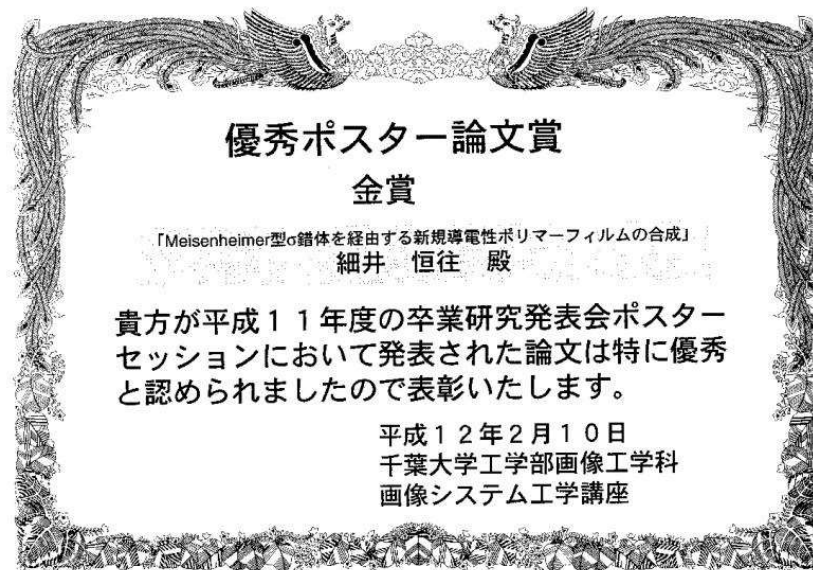 優秀ポスター論文賞
金賞
「Meisenheimer型σ錯体を経由する新規導電性ポリマーフィルムの合成」
細井 恒往 殿
貴方が平成11年度の卒業研究発表会ポスター
セッションにおいて発表された論文は特に優秀
と認められましたので表彰いたします。
平成12年2月10日
千葉大学工学部画像工学科
画像システム工学講座